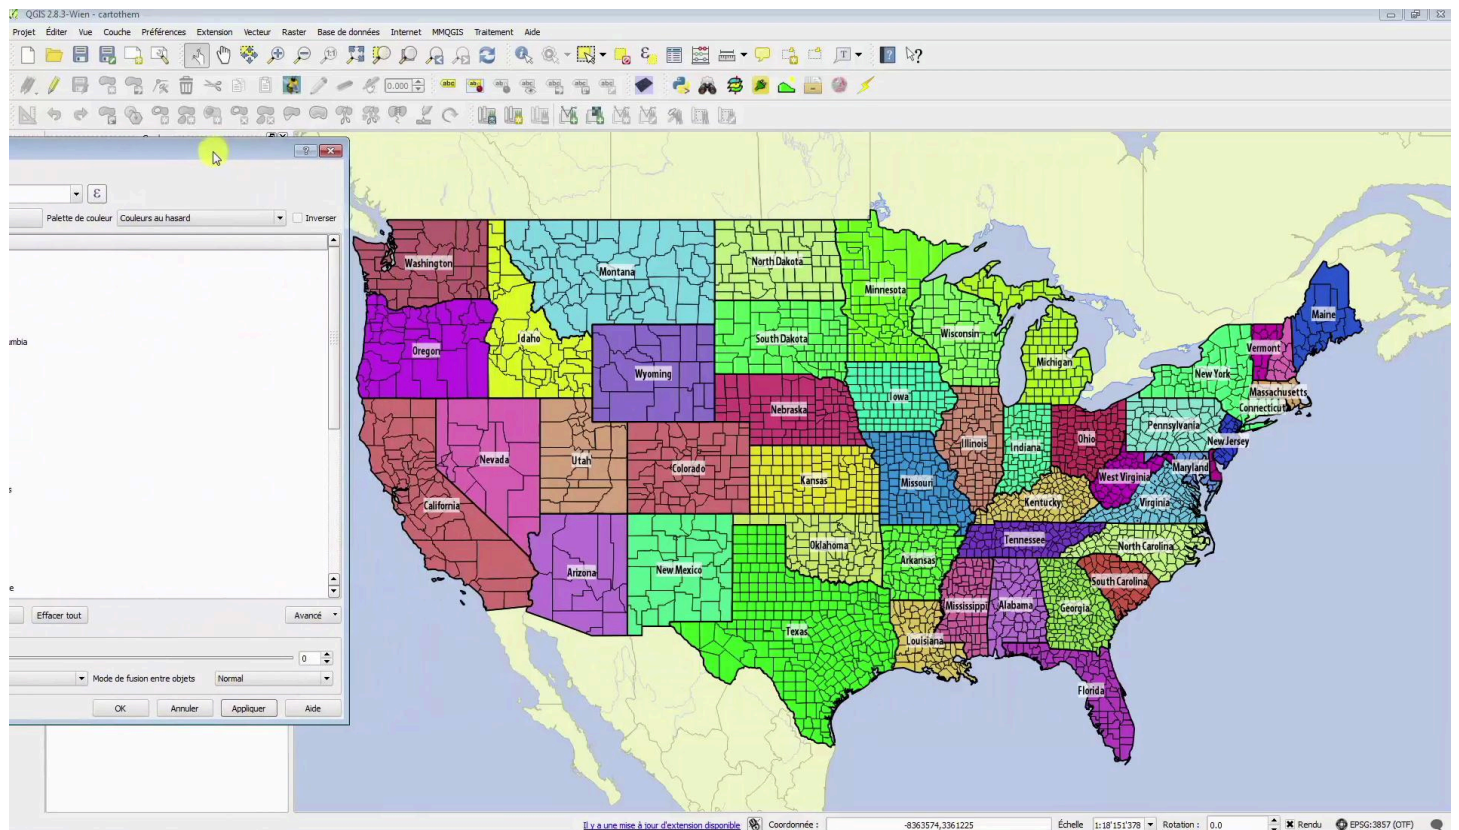 QGIS 2.8.3-Wien - cartothem
Projet Éditer Vue Couche Préférences Extension Vecteur Raster Base de données Internet MMQGIS Traitement Aide
0.000
abc
Palette de couleur Couleurs au hasard Inverser
umbia
s
e
Effacer tout Avancé
0
Mode de fusion entre objets Normal
OK Annuler Appliquer Aide
Washington
Montana
North Dakota
Minnesota
Maine
Oregon
Idaho
South Dakota
Wisconsin
Michigan
Vermont
Wyoming
New York
Nebraska
Iowa
Massachusetts
Connecticut
Nevada
Utah
Colorado
Kansas
Missouri
Illinois
Indiana
Ohio
Pennsylvania
New Jersey
California
West Virginia
Maryland
Kentucky
Virginia
Arizona
New Mexico
Oklahoma
Arkansas
Tennessee
North Carolina
South Carolina
Texas
Louisiana
Mississippi
Alabama
Georgia
Florida
Il y a une mise à jour d'extension disponible Coordonnée : -8363574,3361225 Échelle 1:18'151'378 Rotation : 0.0 Rendu EPSG:3857 (OTF)